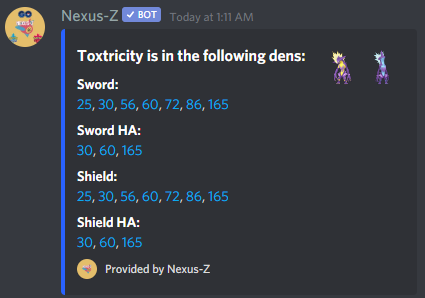 Nexus-Z ✓ BOT Today at 1:11 AM
Toxtricity is in the following dens:
Sword:
25, 30, 56, 60, 72, 86, 165
Sword HA:
30, 60, 165
Shield:
25, 30, 56, 60, 72, 86, 165
Shield HA:
30, 60, 165
Provided by Nexus-Z